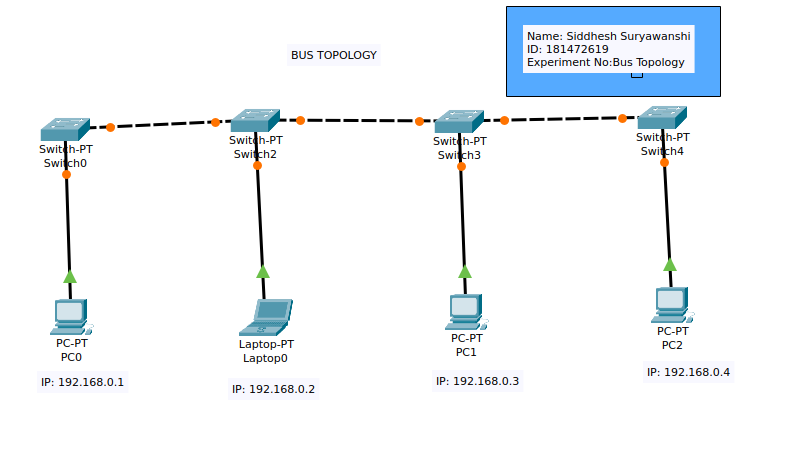 BUS TOPOLOGY
Name: Siddhesh Suryawanshi
ID: 181472619
Experiment No:Bus Topology
Switch-PT
Switch0
Switch-PT
Switch2
Switch-PT
Switch3
Switch-PT
Switch4
PC-PT
PC0
Laptop-PT
Laptop0
PC-PT
PC1
PC-PT
PC2
IP: 192.168.0.1
IP: 192.168.0.2
IP: 192.168.0.3
IP: 192.168.0.4